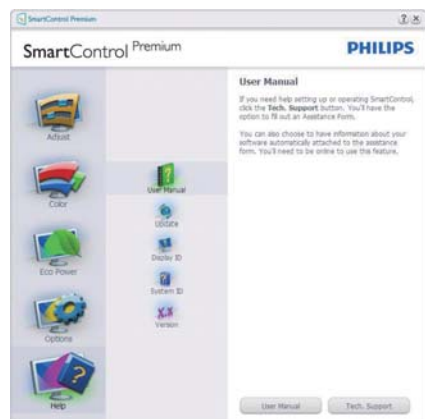 SmartControl Premium
SmartControl Premium
PHILIPS
Adjust
Color
Eco Power
Options
Help
User Manual
Update
Display ID
System ID
Version
User Manual
If you need help setting up or operating SmartControl,
click the Tech. Support button. You'll have the
option to fill out an Assistance Form.
You can also choose to have information about your
software automatically attached to the assistance
form. You'll need to be online to use this feature.
User Manual
Tech. Support